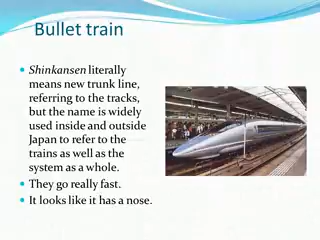 Bullet train
Shinkansen literally
means new trunk line,
referring to the tracks,
but the name is widely
used inside and outside
Japan to refer to the
trains as well as the
system as a whole.
They go really fast.
It looks like it has a nose.